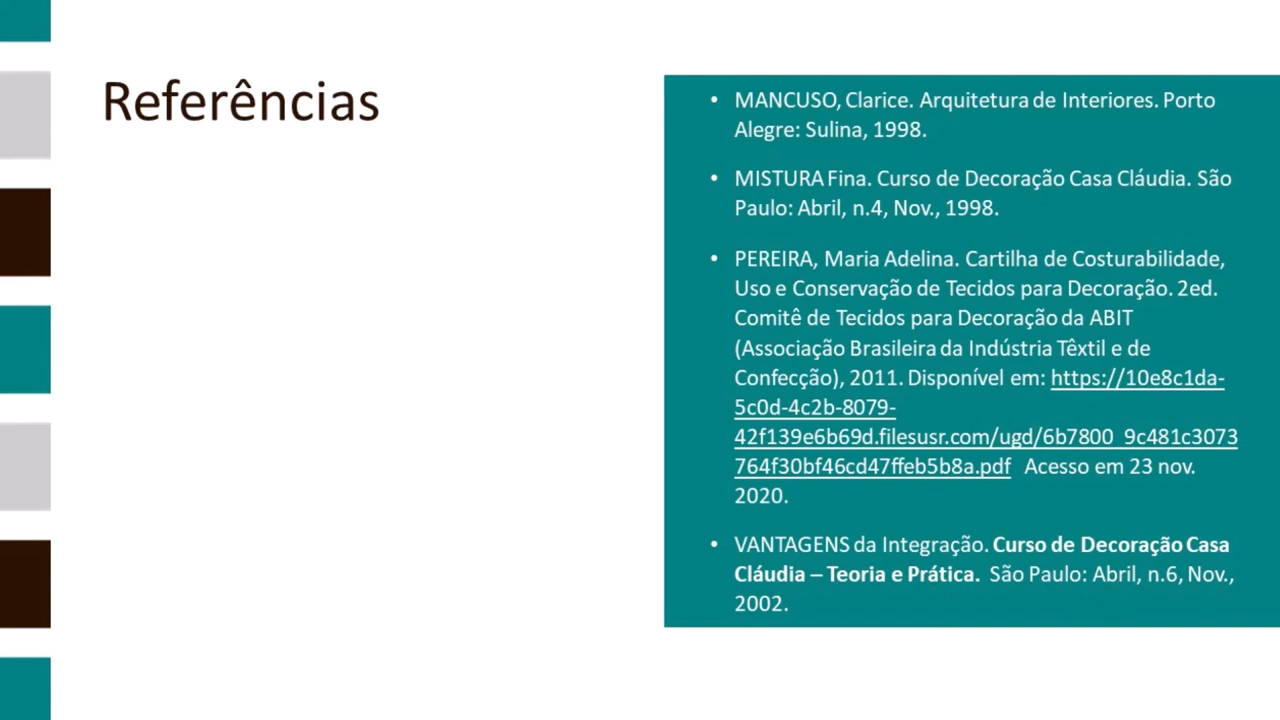 Referências
• MANCUSO, Clarice. Arquitetura de Interiores. Porto
Alegre: Sulina, 1998.
• MISTURA Fina. Curso de Decoração Casa Cláudia. São
Paulo: Abril, n.4, Nov., 1998.
• PEREIRA, Maria Adelina. Cartilha de Costurabilidade,
Uso e Conservação de Tecidos para Decoração. 2ed.
Comitê de Tecidos para Decoração da ABIT
(Associação Brasileira da Indústria Têxtil e de
Confecção), 2011. Disponível em: https://10e8c1da-
5c0d-4c2b-8079-
42f139e6b69d.filesusr.com/ugd/6b7800_9c481c3073
764f30bf46cd47ffeb5b8a.pdf Acesso em 23 nov.
2020.
• VANTAGENS da Integração. Curso de Decoração Casa
Cláudia – Teoria e Prática. São Paulo: Abril, n.6, Nov.,
2002.